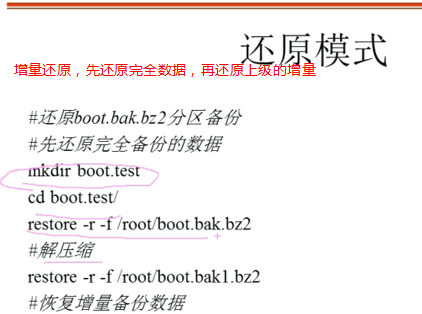 还原模式
增量还原，先还原完全数据，再还原上级的增量
#还原boot.bak.bz2分区备份
#先还原完全备份的数据
mkdir boot.test
cd boot.test/
restore -r -f /root/boot.bak.bz2
#解压缩
restore -r -f /root/boot.bak1.bz2
#恢复增量备份数据